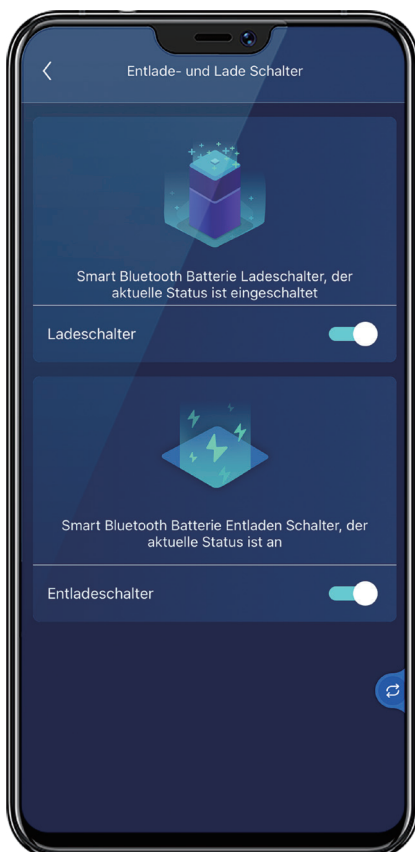 Entlade- und Lade Schalter
Smart Bluetooth Batterie Ladeschalter, der
aktuelle Status ist eingeschaltet
Ladeschalter
Smart Bluetooth Batterie Entladen Schalter, der
aktuelle Status ist an
Entladeschalter